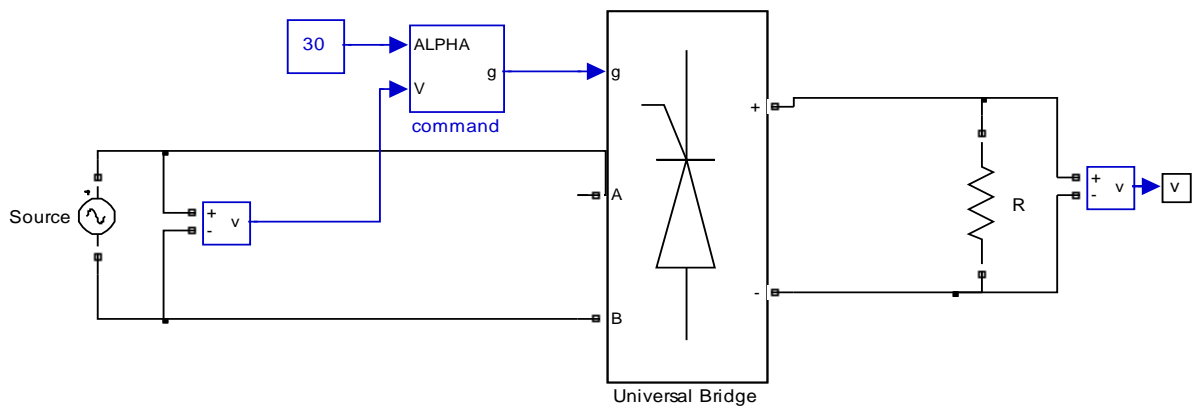 30
ALPHA
g
V
command
g
+
A
Source
+
v
-
+
v
-
v
R
-
B
Universal Bridge